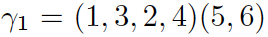 γ₁ = (1, 3, 2, 4)(5, 6)